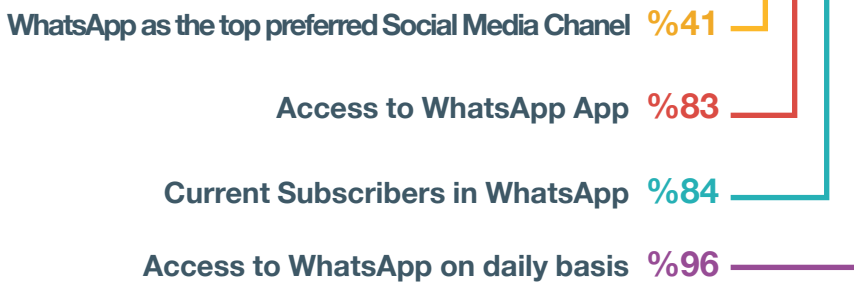 WhatsApp as the top preferred Social Media Chanel %41
Access to WhatsApp App %83
Current Subscribers in WhatsApp %84
Access to WhatsApp on daily basis %96